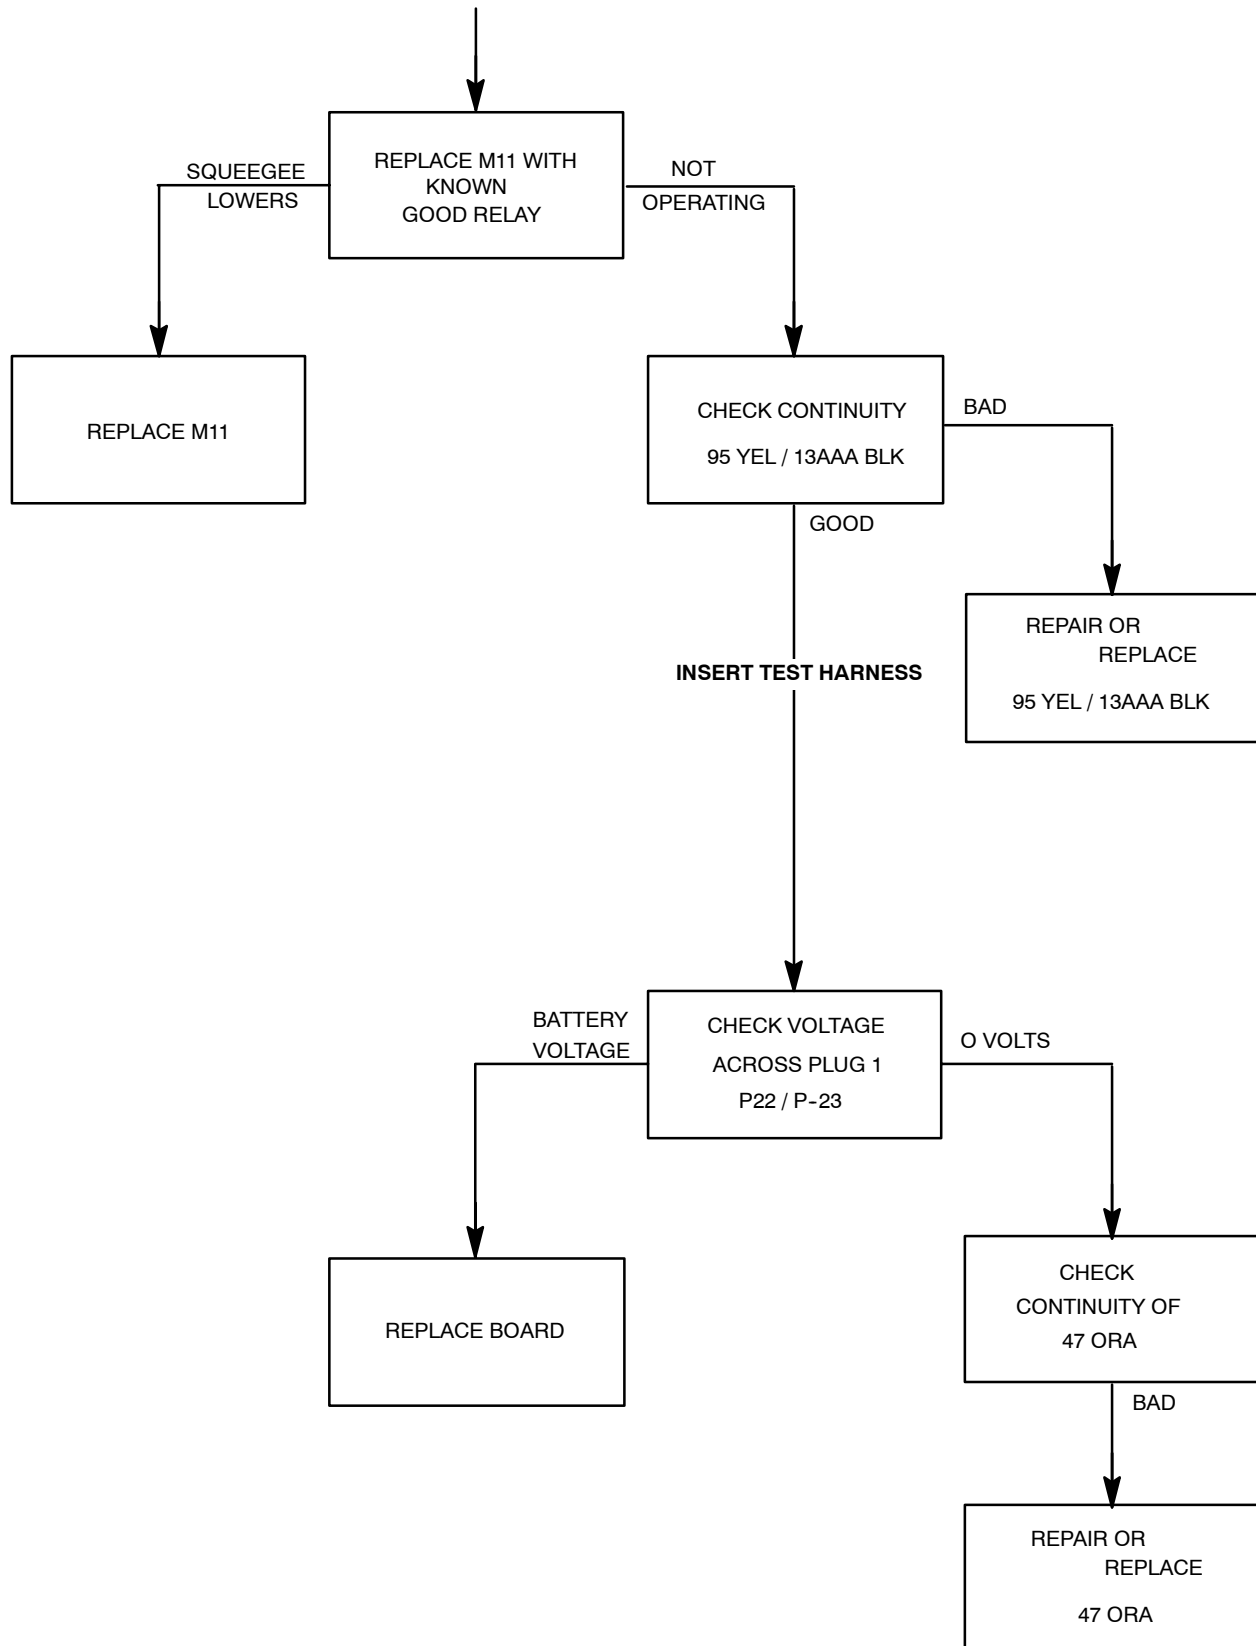 REPLACE M11 WITH
KNOWN
GOOD RELAY
SQUEEGEE
LOWERS
NOT
OPERATING
REPLACE M11
CHECK CONTINUITY
95 YEL / 13AAA BLK
BAD
GOOD
REPAIR OR
REPLACE
95 YEL / 13AAA BLK
INSERT TEST HARNESS
CHECK VOLTAGE
ACROSS PLUG 1
P22 / P-23
BATTERY
VOLTAGE
O VOLTS
REPLACE BOARD
CHECK
CONTINUITY OF
47 ORA
BAD
REPAIR OR
REPLACE
47 ORA